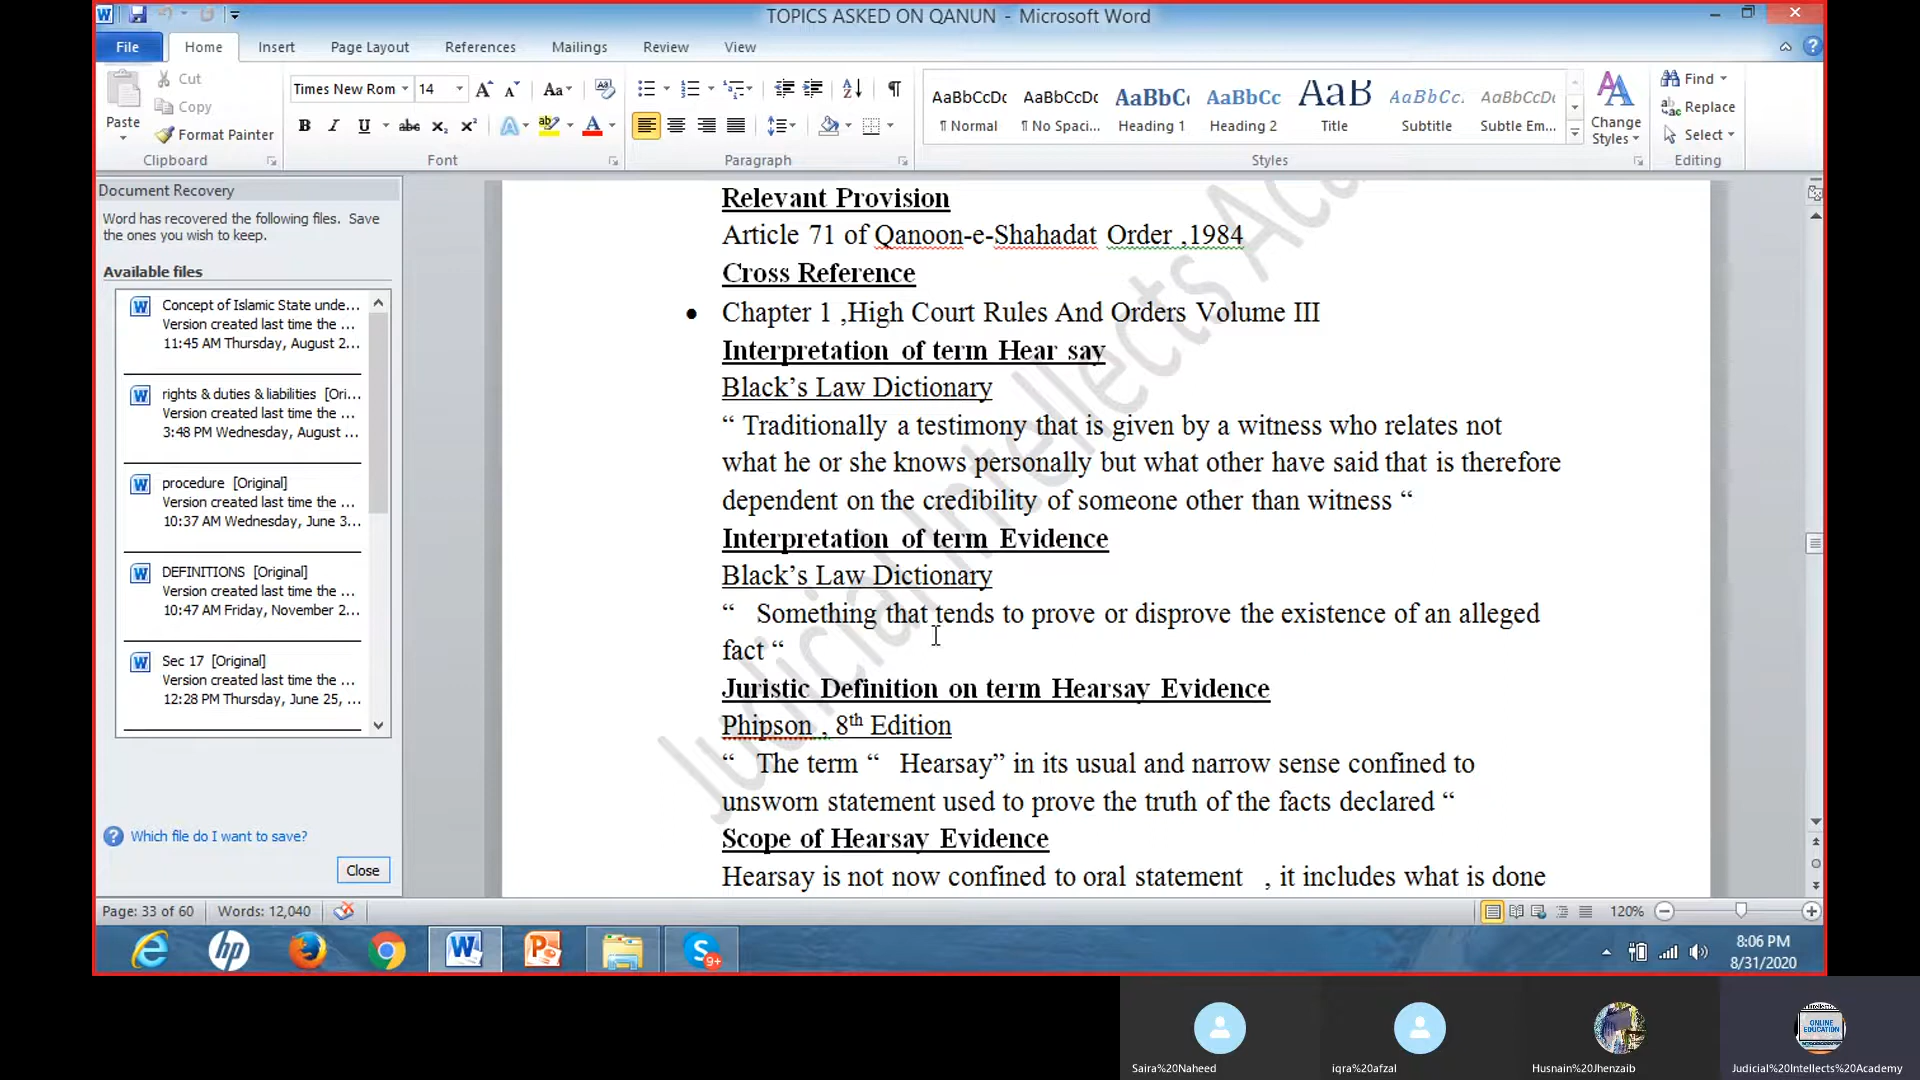 TOPICS ASKED ON QANUN - Microsoft Word
File Home Insert Page Layout References Mailings Review View
Cut
Copy
Paste
Format Painter
Clipboard
Times New Rom 14
Font
Paragraph
AaBbCcDc AaBbCcDc AaBbC AaBbCc AaB AaBbCc. AaBbCcDc
¶ Normal ¶ No Spaci... Heading 1 Heading 2 Title Subtitle Subtle Em...
Styles
Change
Styles
Find
Replace
Select
Editing
Document Recovery
Word has recovered the following files. Save
the ones you wish to keep.
Available files
Concept of Islamic State unde...
Version created last time the ...
11:45 AM Thursday, August 2...
rights & duties & liabilities [Ori...
Version created last time the ...
3:48 PM Wednesday, August ...
procedure [Original]
Version created last time the ...
10:37 AM Wednesday, June 3...
DEFINITIONS [Original]
Version created last time the ...
10:47 AM Friday, November 2...
Sec 17 [Original]
Version created last time the ...
12:28 PM Thursday, June 25, ...
Which file do I want to save?
Close
Relevant Provision
Article 71 of Qanoon-e-Shahadat Order ,1984
Cross Reference
• Chapter 1 ,High Court Rules And Orders Volume III
Interpretation of term Hear say
Black’s Law Dictionary
“ Traditionally a testimony that is given by a witness who relates not
what he or she knows personally but what other have said that is therefore
dependent on the credibility of someone other than witness “
Interpretation of term Evidence
Black’s Law Dictionary
“ Something that tends to prove or disprove the existence of an alleged
fact “
Juristic Definition on term Hearsay Evidence
Phipson , 8th Edition
“ The term “ Hearsay” in its usual and narrow sense confined to
unsworn statement used to prove the truth of the facts declared “
Scope of Hearsay Evidence
Hearsay is not now confined to oral statement , it includes what is done
Judicial Intellects Aca
Page: 33 of 60 Words: 12,040 120%
8:06 PM
8/31/2020
9+
ONLINE
EDUCATION
Saira%20Naheed iqra%20afzal Husnain%20Jhenzaib Judicial%20Intellects%20Academy